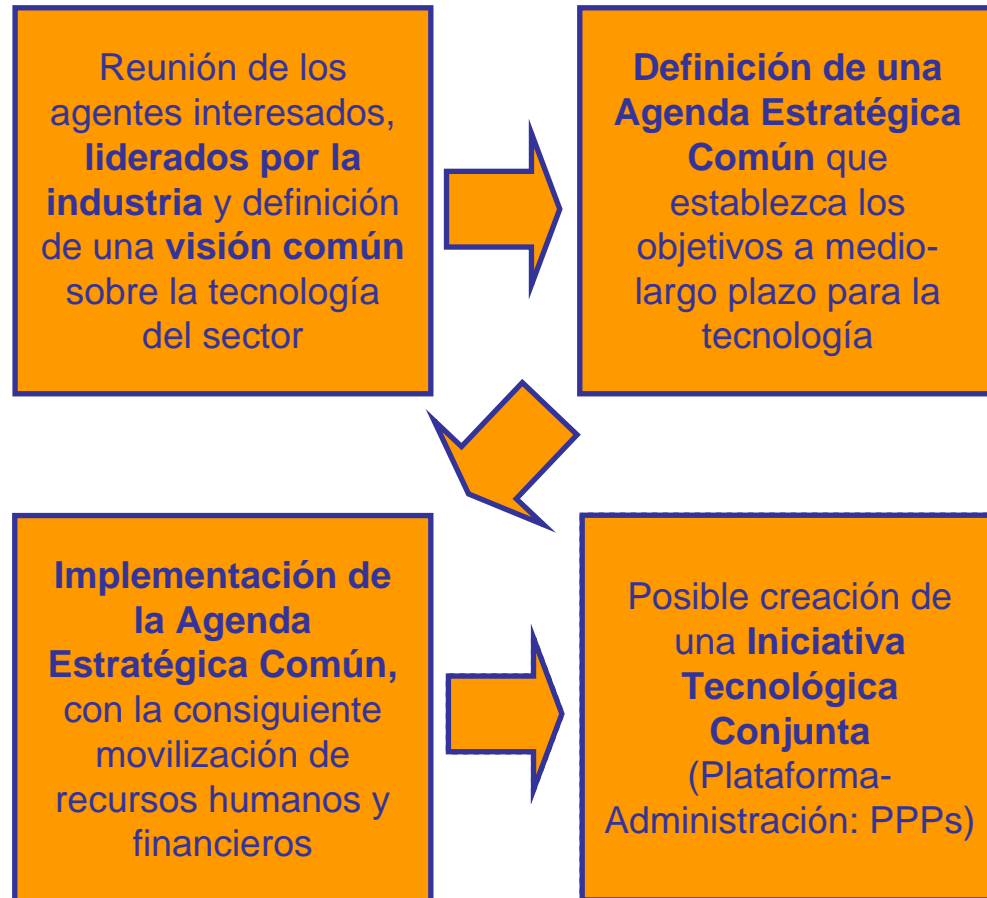 Reunión de los
agentes interesados,
liderados por la
industria y definición
de una visión común
sobre la tecnología
del sector
Definición de una
Agenda Estratégica
Común que
establezca los
objetivos a medio-
largo plazo para la
tecnología
Implementación de
la Agenda
Estratégica Común,
con la consiguiente
movilización de
recursos humanos y
financieros
Posible creación de
una Iniciativa
Tecnológica
Conjunta
(Plataforma-
Administración: PPPs)